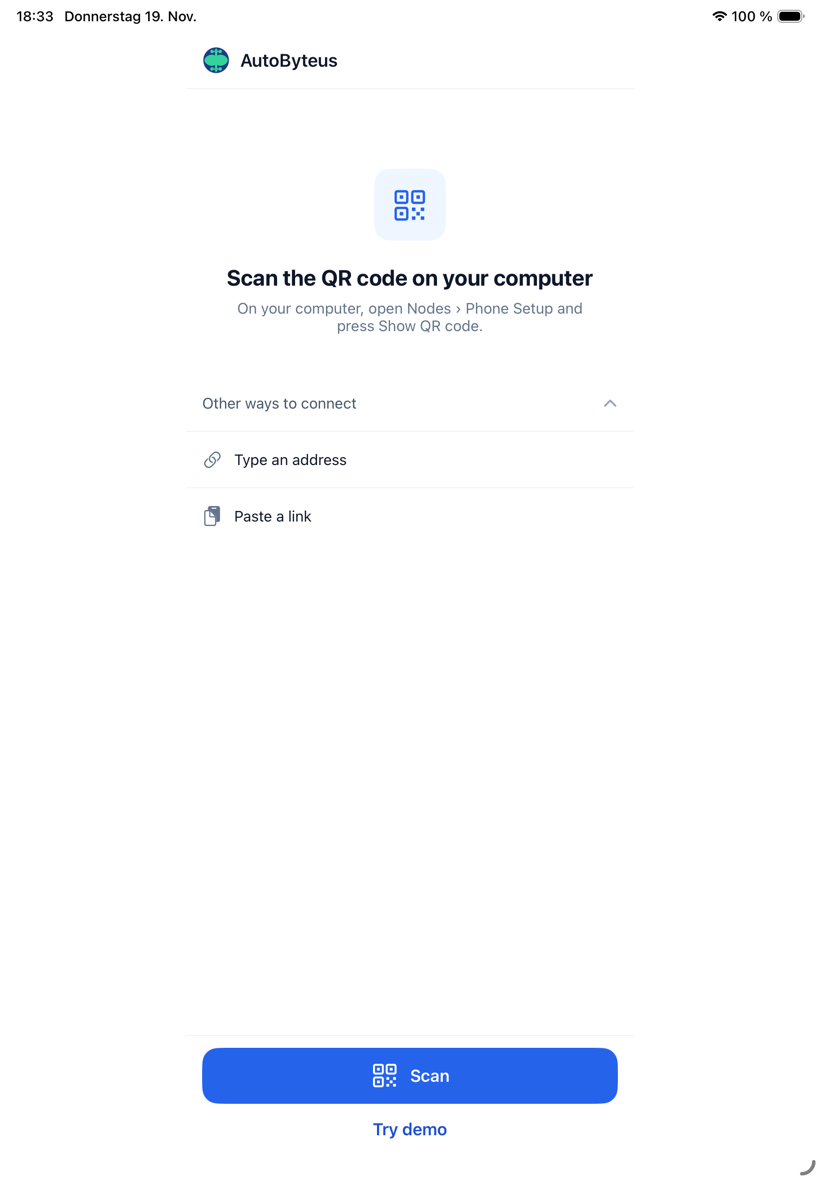 18:33 Donnerstag 19. Nov.
100 %
AutoByteus
Scan the QR code on your computer
On your computer, open Nodes › Phone Setup and
press Show QR code.
Other ways to connect
Type an address
Paste a link
Scan
Try demo